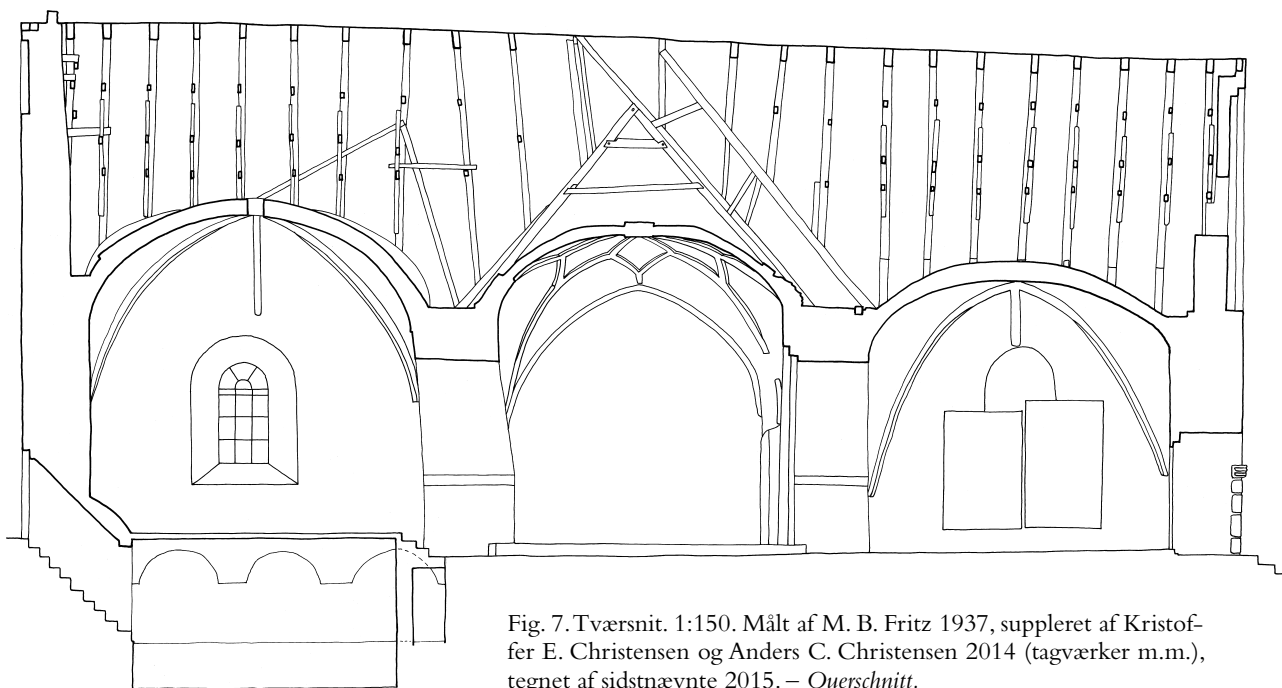 Fig. 7. Tværsnit. 1:150. Målt af M. B. Fritz 1937, suppleret af Kristof-
fer E. Christensen og Anders C. Christensen 2014 (tagværker m.m.),
tegnet af sidstnævnte 2015. – Querschnitt.